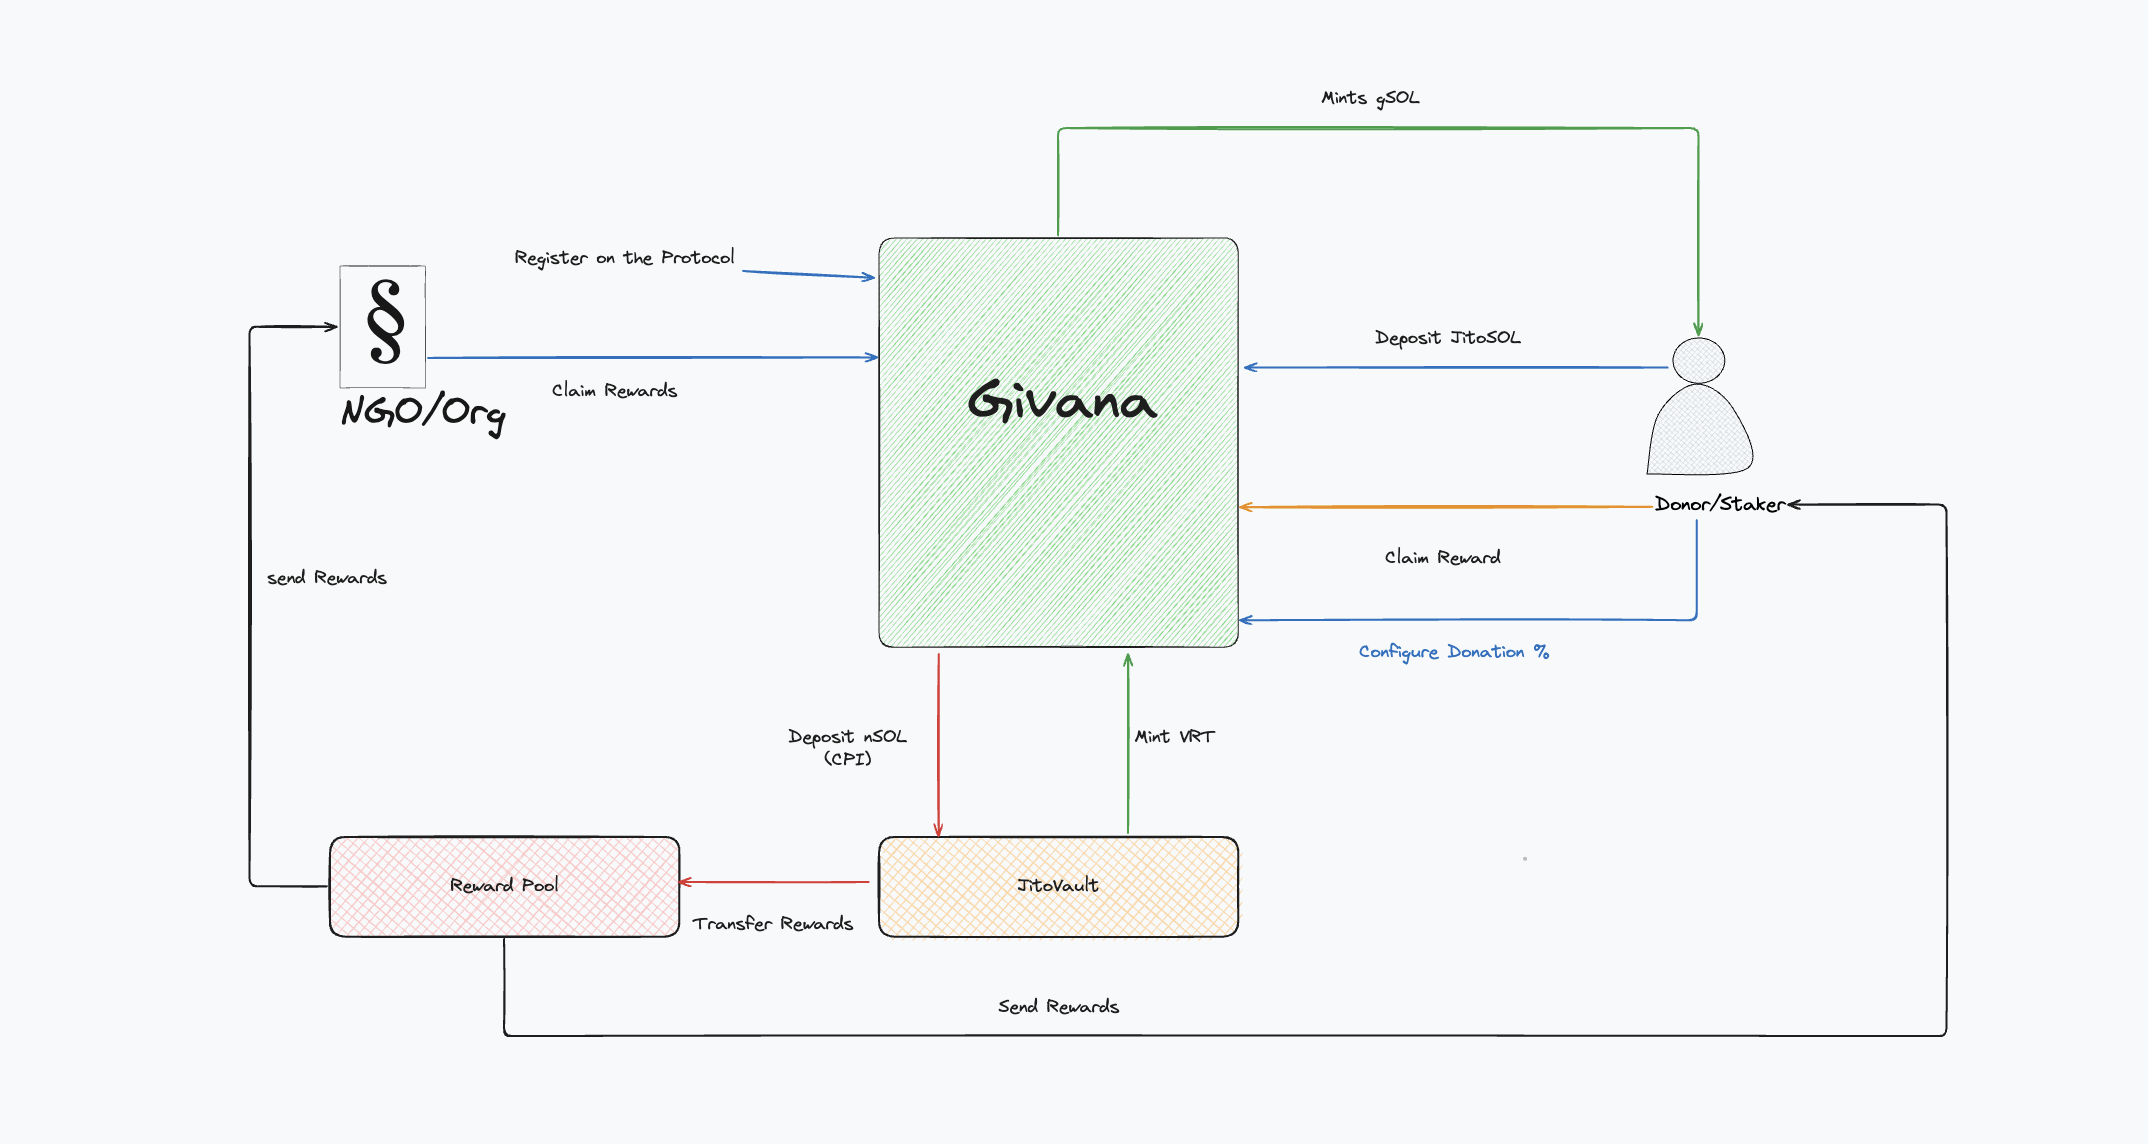 Mints gSOL
Register on the Protocol
§
Claim Rewards
NGO/Org
Givana
Deposit JitoSOL
Donor/Staker
Claim Reward
send Rewards
Configure Donation %
Deposit nSOL
(CPI)
Mint VRT
Reward Pool
JitoVault
Transfer Rewards
Send Rewards